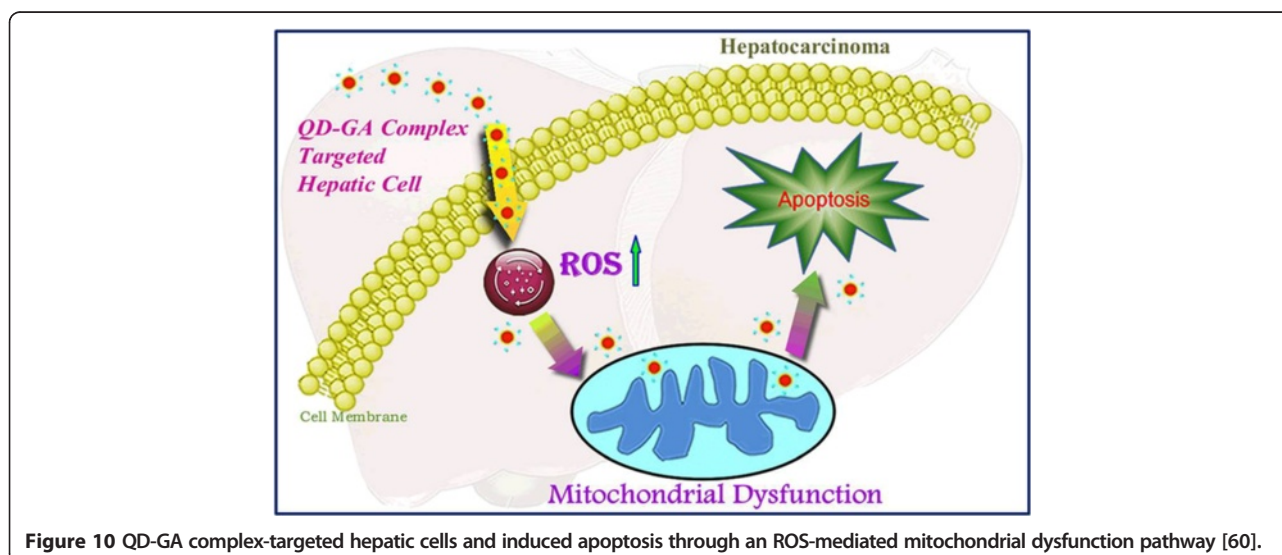 Hepatocarcinoma
QD-GA Complex
Targeted
Hepatic Cell
Apoptosis
ROS
Cell Membrane
Mitochondrial Dysfunction
Figure 10 QD-GA complex-targeted hepatic cells and induced apoptosis through an ROS-mediated mitochondrial dysfunction pathway [60].